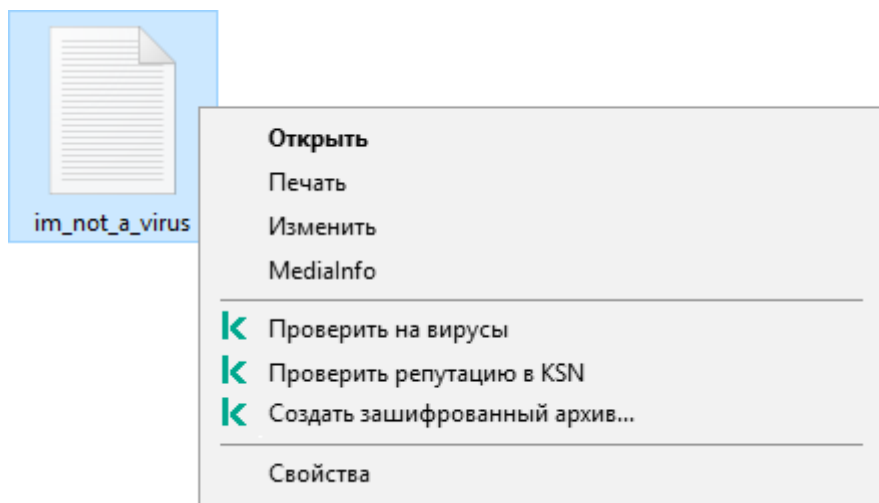 im_not_a_virus
Открыть
Печать
Изменить
MediaInfo
Проверить на вирусы
Проверить репутацию в KSN
Создать зашифрованный архив...
Свойства